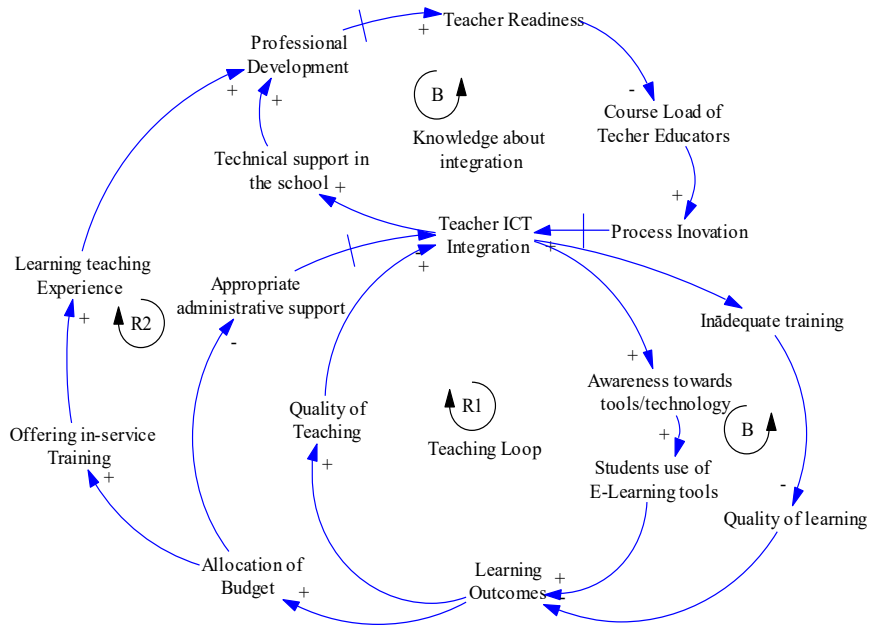 Teacher Readiness
+
Professional
Development
+
+
B
-
Course Load of
Techer Educators
Knowledge about
integration
Technical support in
the school
+
+
Teacher ICT
Integration
+
-
+
Process Inovation
Learning teaching
Experience
+
R2
Appropriate
administrative support
-
Inadequate training
-
+
Awareness towards
tools/technology
R1
Teaching Loop
Quality of
Teaching
+
B
+
Students use of
E-Learning tools
Offering in-service
Training
+
-
Quality of learning
Allocation of
Budget
+
Learning
Outcomes
+
-